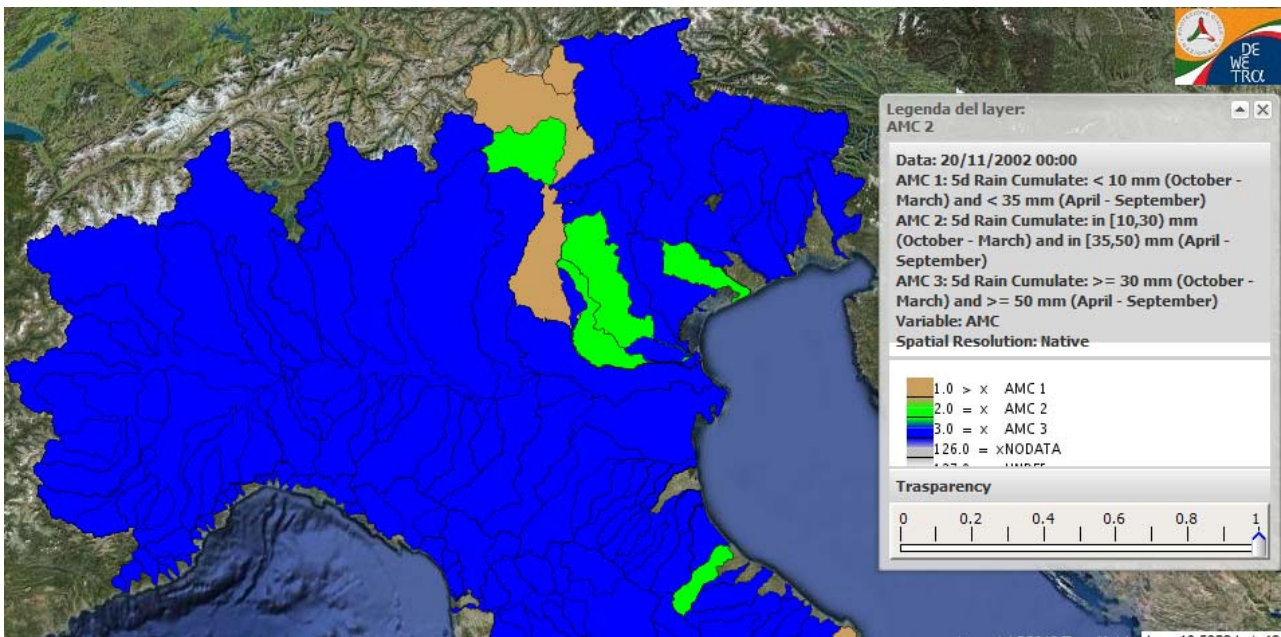 DE
WE
TRα
Legenda del layer:
AMC 2
Data: 20/11/2002 00:00
AMC 1: 5d Rain Cumulate: < 10 mm (October -
March) and < 35 mm (April - September)
AMC 2: 5d Rain Cumulate: in [10,30) mm
(October - March) and in [35,50) mm (April -
September)
AMC 3: 5d Rain Cumulate: >= 30 mm (October -
March) and >= 50 mm (April - September)
Variable: AMC
Spatial Resolution: Native
1.0 > x AMC 1
2.0 = x AMC 2
3.0 = x AMC 3
126.0 = xNODATA
Trasparency
0 0.2 0.4 0.6 0.8 1